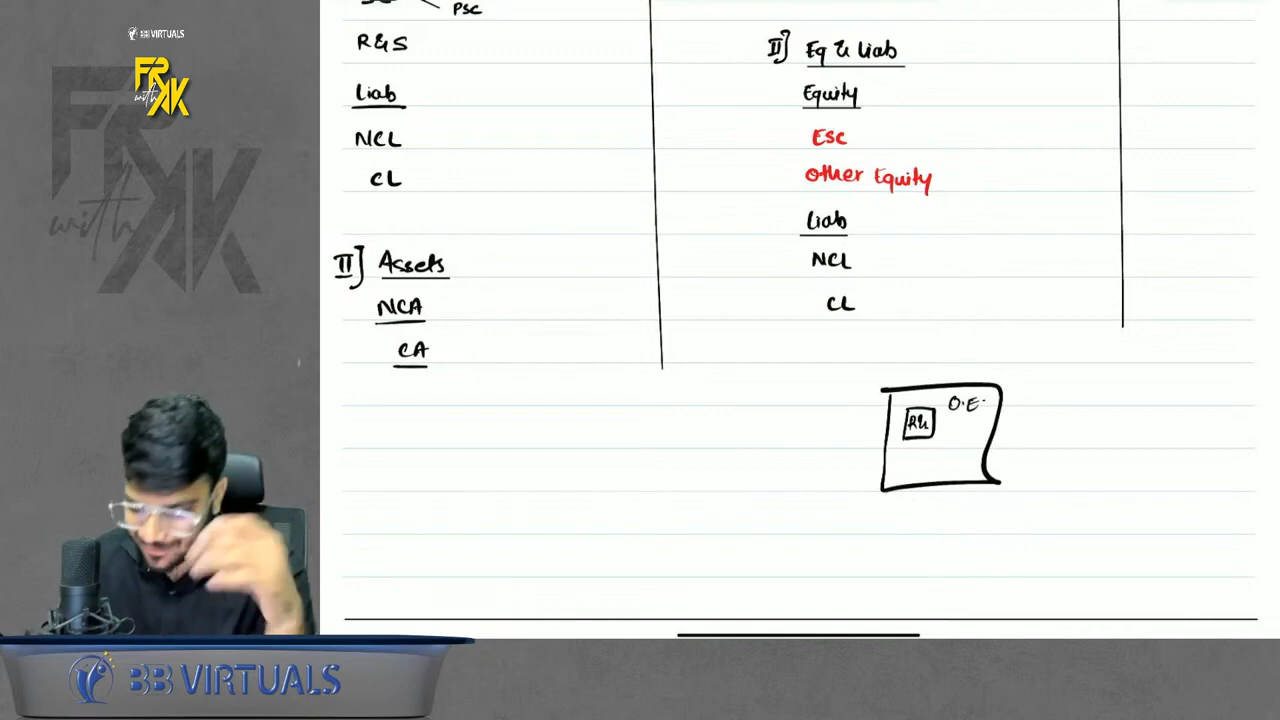 BB VIRTUALS
FR
with
AK
PSC
R&S
Liab
NCL
CL
II] Assets
NCA
CA
II] Eq & Liab
Equity
ESC
Other Equity
Liab
NCL
CL
O.E.
BB VIRTUALS